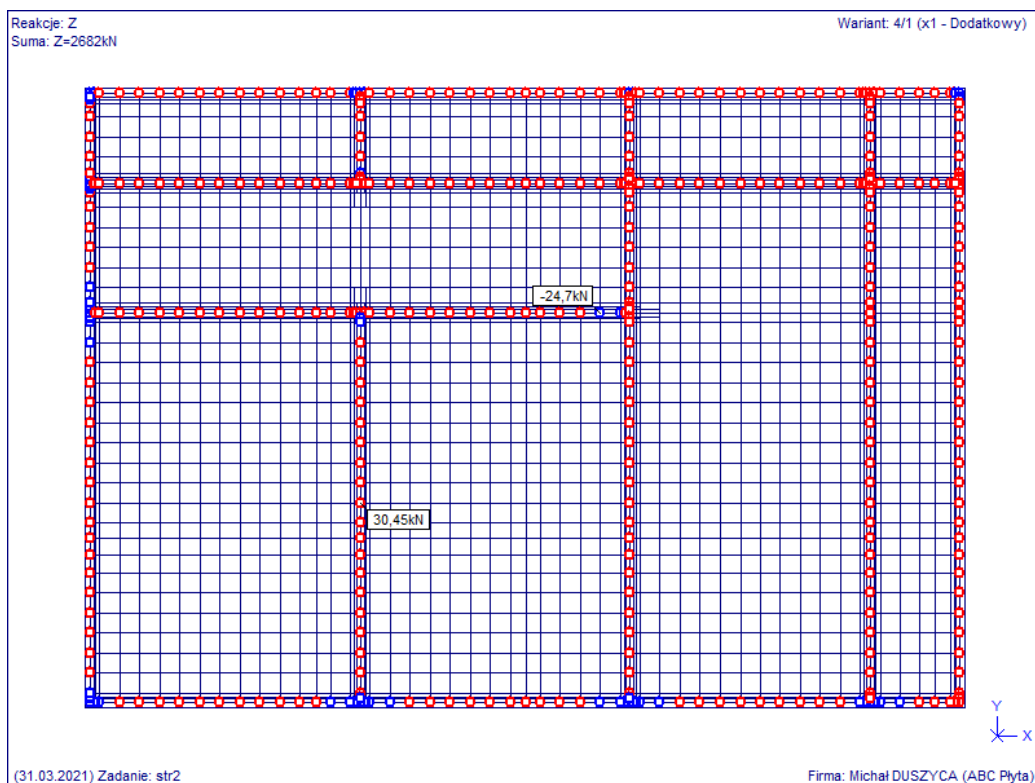 Reakcje: Z
Wariant: 4/1 (x1 - Dodatkowy)
Suma: Z=2682kN
-24,7kN
30,45kN
Y
X
(31.03.2021) Zadanie: str2
Firma: Michał DUSZYCA (ABC Płyta)